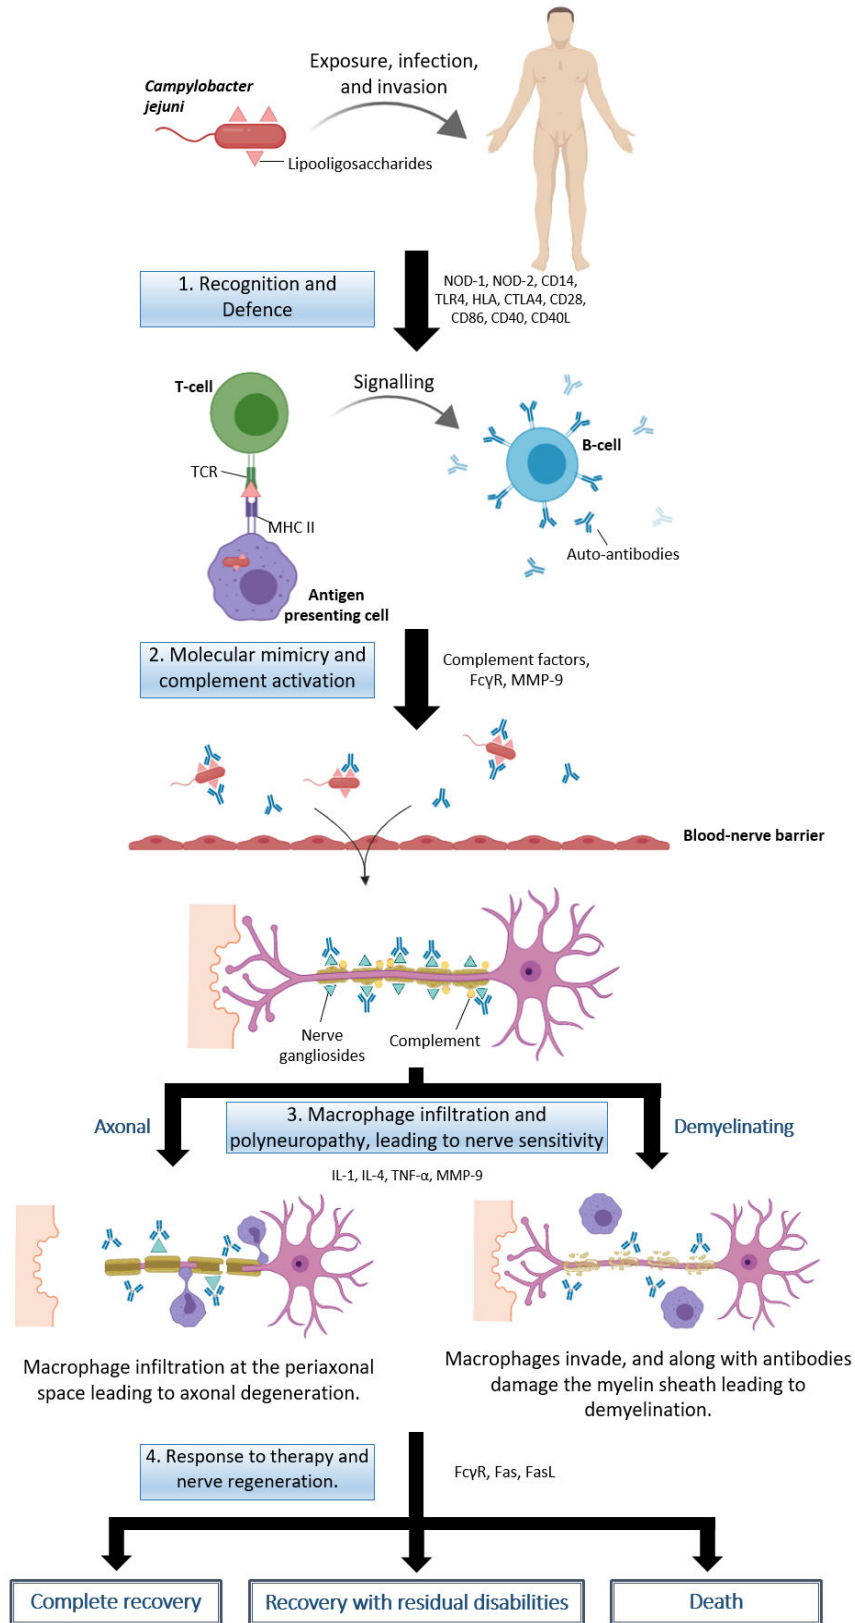 Exposure, infection,
and invasion
Campylobacter
jejuni
Lipooligosaccharides
1. Recognition and
Defence
NOD-1, NOD-2, CD14,
TLR4, HLA, CTLA4, CD28,
CD86, CD40, CD40L
T-cell
Signalling
B-cell
TCR
MHC II
Auto-antibodies
Antigen
presenting cell
2. Molecular mimicry and
complement activation
Complement factors,
FcγR, MMP-9
Blood-nerve barrier
Nerve
gangliosides
Complement
Axonal
3. Macrophage infiltration and
polyneuropathy, leading to nerve sensitivity
Demyelinating
IL-1, IL-4, TNF-α, MMP-9
Macrophage infiltration at the periaxonal
space leading to axonal degeneration.
Macrophages invade, and along with antibodies
damage the myelin sheath leading to
demyelination.
4. Response to therapy and
nerve regeneration.
FcγR, Fas, FasL
Complete recovery
Recovery with residual disabilities
Death